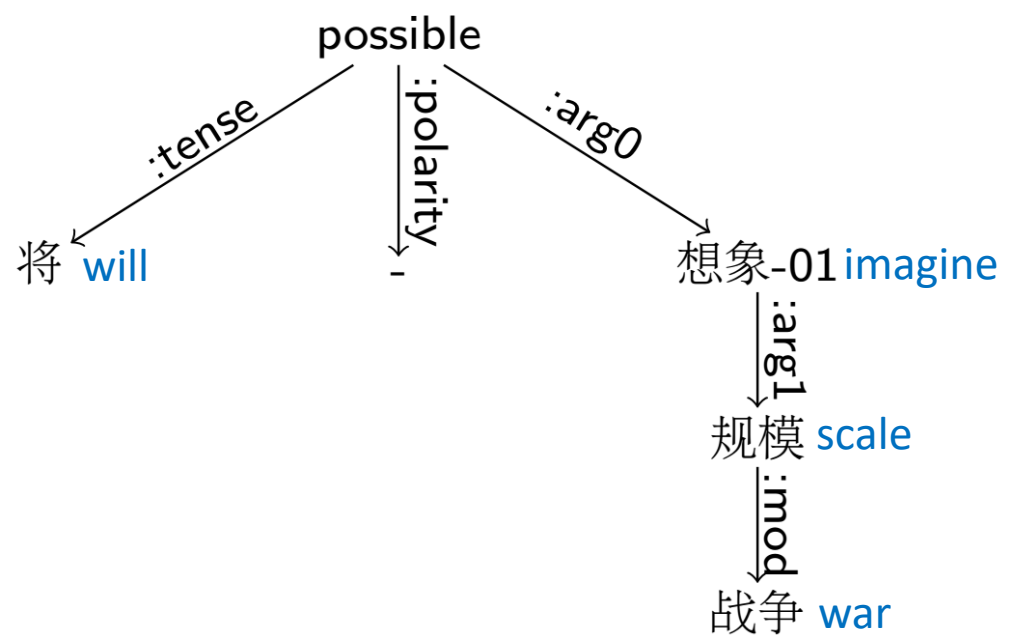 possible
:tense
:polarity
:arg0
将 will
-
想象-01 imagine
:arg1
规模 scale
:mod
战争 war